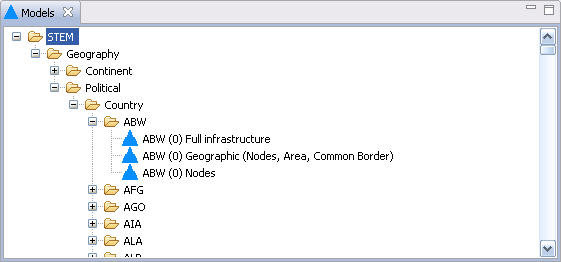 Models
STEM
Geography
Continent
Political
Country
ABW
ABW (0) Full infrastructure
ABW (0) Geographic (Nodes, Area, Common Border)
ABW (0) Nodes
AFG
AGO
AIA
ALA